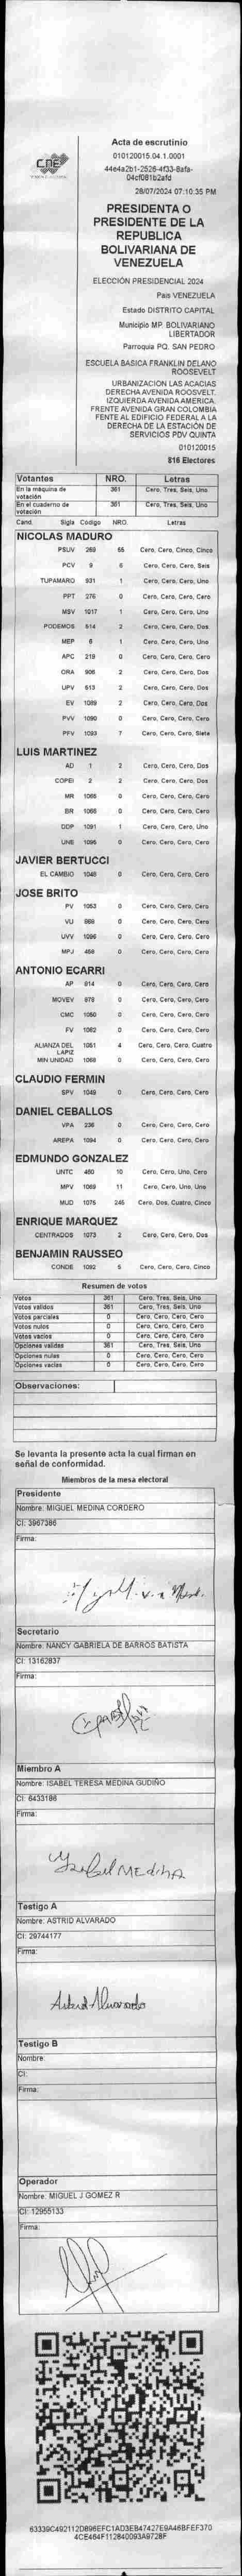 CNE
Acta de escrutinio
010120015.04.1.0001
44e4a2b1-2526-4f33-8afa-
04cf081b2afd
28/07/2024 07:10:35 PM
PRESIDENTA O
PRESIDENTE DE LA
REPUBLICA
BOLIVARIANA DE
VENEZUELA
ELECCIÓN PRESIDENCIAL 2024
Pais VENEZUELA
Estado DISTRITO CAPITAL
Municipio MP. BOLIVARIANO
LIBERTADOR
Parroquia PQ. SAN PEDRO
ESCUELA BASICA FRANKLIN DELANO
ROOSEVELT
URBANIZACION LAS ACACIAS
DERECHA AVENIDA ROOSVELT.
IZQUIERDA AVENIDA AMERICA.
FRENTE AVENIDA GRAN COLOMBIA
FENTE AL EDIFICIO FEDERAL A LA
DERECHA DE LA ESTACIÓN DE
SERVICIOS PDV QUINTA
010120015
816 Electores
Votantes NRO. Letras
En la máquina de votación 361 Cero, Tres, Seis, Uno
En el cuaderno de votación 361 Cero, Tres, Seis, Uno
Cand. Sigla Codigo NRO. Letras
NICOLAS MADURO
PSUV 269 55 Cero, Cero, Cinco, Cinco
PCV 9 6 Cero, Cero, Cero, Seis
TUPAMARO 931 1 Cero, Cero, Cero, Uno
PPT 276 0 Cero, Cero, Cero, Cero
MSV 1017 1 Cero, Cero, Cero, Uno
PODEMOS 514 2 Cero, Cero, Cero, Dos
MEP 6 1 Cero, Cero, Cero, Uno
APC 219 0 Cero, Cero, Cero, Cero
ORA 906 2 Cero, Cero, Cero, Dos
UPV 513 2 Cero, Cero, Cero, Dos
EV 1089 2 Cero, Cero, Cero, Dos
PVV 1090 0 Cero, Cero, Cero, Cero
PFV 1093 7 Cero, Cero, Cero, Siete
LUIS MARTINEZ
AD 1 2 Cero, Cero, Cero, Dos
COPEI 2 2 Cero, Cero, Cero, Dos
MR 1065 0 Cero, Cero, Cero, Cero
BR 1066 0 Cero, Cero, Cero, Cero
DDP 1091 1 Cero, Cero, Cero, Uno
UNE 1095 0 Cero, Cero, Cero, Cero
JAVIER BERTUCCI
EL CAMBIO 1048 0 Cero, Cero, Cero, Cero
JOSE BRITO
PV 1053 0 Cero, Cero, Cero, Cero
VU 868 0 Cero, Cero, Cero, Cero
UVV 1096 0 Cero, Cero, Cero, Cero
MPJ 458 0 Cero, Cero, Cero, Cero
ANTONIO ECARRI
AP 814 0 Cero, Cero, Cero, Cero
MOVEV 878 0 Cero, Cero, Cero, Cero
CMC 1050 0 Cero, Cero, Cero, Cero
FV 1062 0 Cero, Cero, Cero, Cero
ALIANZA DEL LAPIZ 1051 4 Cero, Cero, Cero, Cuatro
MIN UNIDAD 1068 0 Cero, Cero, Cero, Cero
CLAUDIO FERMIN
SPV 1049 0 Cero, Cero, Cero, Cero
DANIEL CEBALLOS
VPA 236 0 Cero, Cero, Cero, Cero
AREPA 1094 0 Cero, Cero, Cero, Cero
EDMUNDO GONZALEZ
UNTC 460 10 Cero, Cero, Uno, Cero
MPV 1069 11 Cero, Cero, Uno, Uno
MUD 1075 245 Cero, Dos, Cuatro, Cinco
ENRIQUE MARQUEZ
CENTRADOS 1073 2 Cero, Cero, Cero, Dos
BENJAMIN RAUSSEO
CONDE 1092 5 Cero, Cero, Cero, Cinco
Resumen de votos
Votos 361 Cero, Tres, Seis, Uno
Votos validos 361 Cero, Tres, Seis, Uno
Votos parciales 0 Cero, Cero, Cero, Cero
Votos nulos 0 Cero, Cero, Cero, Cero
Votos vacios 0 Cero, Cero, Cero, Cero
Opciones validas 361 Cero, Tres, Seis, Uno
Opciones nulas 0 Cero, Cero, Cero, Cero
Opciones vacios 0 Cero, Cero, Cero, Cero
Observaciones:
Se levanta la presente acta la cual firman en
señal de conformidad.
Miembros de la mesa electoral
Presidente
Nombre: MIGUEL MEDINA CORDERO
CI: 3967386
Firma:
Secretario
Nombre: NANCY GABRIELA DE BARROS BATISTA
CI: 13162837
Firma:
Miembro A
Nombre: ISABEL TERESA MEDINA GUDIÑO
CI: 6433186
Firma:
Isabel MEdinA
Testigo A
Nombre: ASTRID ALVARADO
CI: 29744177
Firma:
Astrid Alvarado
Testigo B
Nombre:
CI:
Firma:
Operador
Nombre: MIGUEL J GOMEZ R
CI: 12955133
Firma:
63339C492112D896EFC1AD3EB47427E9A46BFEF370
4CE464F112840093A9728F